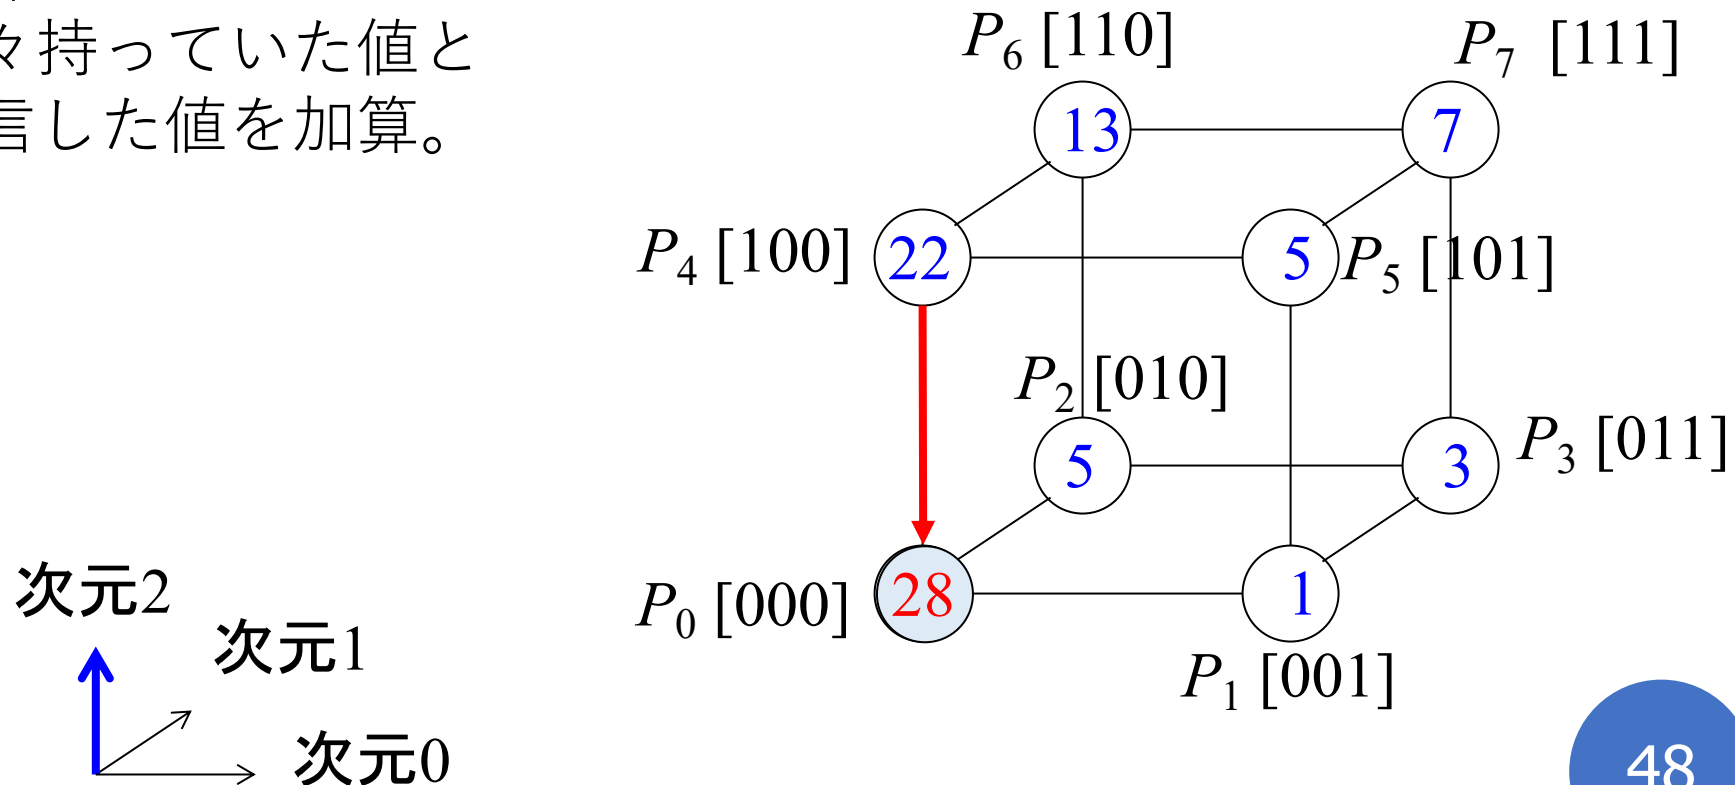 々持っていた値と
した値を加算。
P6 [110]
P7 [111]
13
7
P4 [100]
22
5
P5 [101]
P2 [010]
5
3
P3 [011]
P0 [000]
28
1
P1 [001]
次元2
次元1
次元0
48